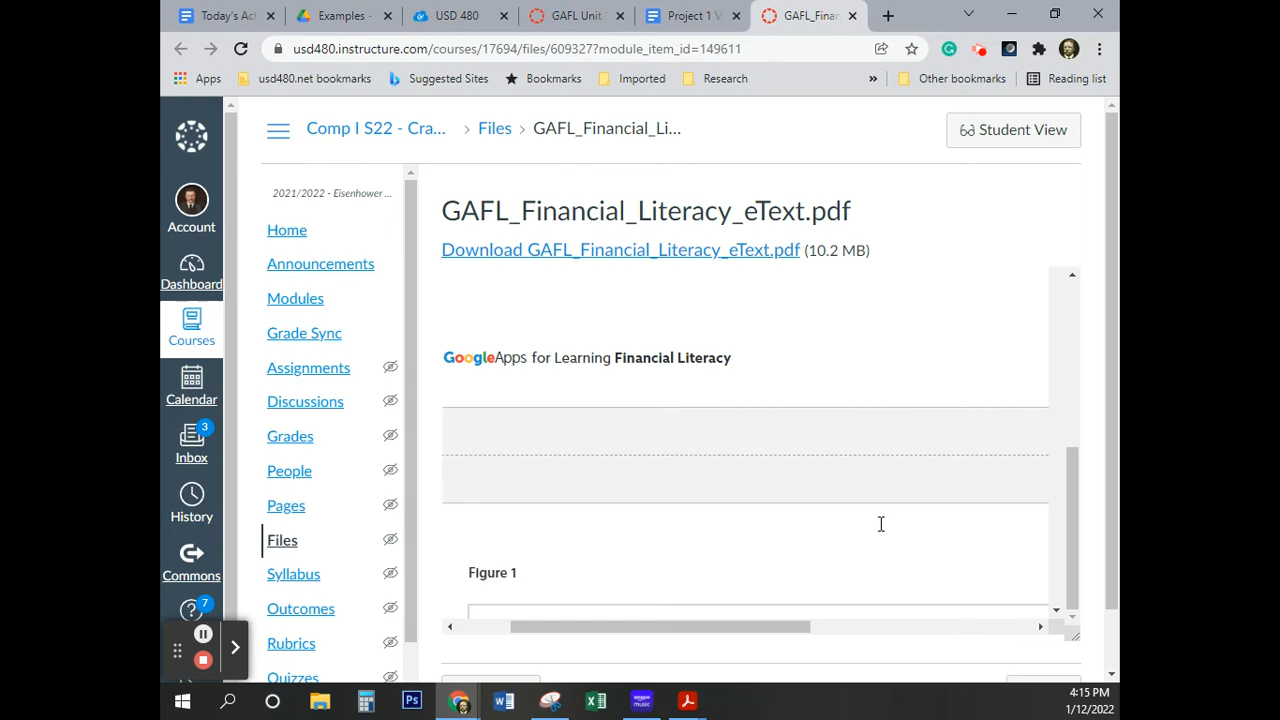 Today's Act
Examples -
USD 480
GAFL Unit
Project 1 V
GAFL_Finan
usd480.instructure.com/courses/17694/files/609327?module_item_id=149611
Apps
usd480.net bookmarks
Suggested Sites
Bookmarks
Imported
Research
»
Other bookmarks
Reading list
Comp I S22 - Cra... > Files > GAFL_Financial_Li...
Student View
2021/2022 - Eisenhower ...
Account
Dashboard
Courses
Calendar
3
Inbox
History
Commons
7
Home
Announcements
Modules
Grade Sync
Assignments
Discussions
Grades
People
Pages
Files
Syllabus
Outcomes
Rubrics
Quizzes
GAFL_Financial_Literacy_eText.pdf
Download GAFL_Financial_Literacy_eText.pdf (10.2 MB)
GoogleApps for Learning Financial Literacy
Figure 1
Ps
music
4:15 PM
1/12/2022